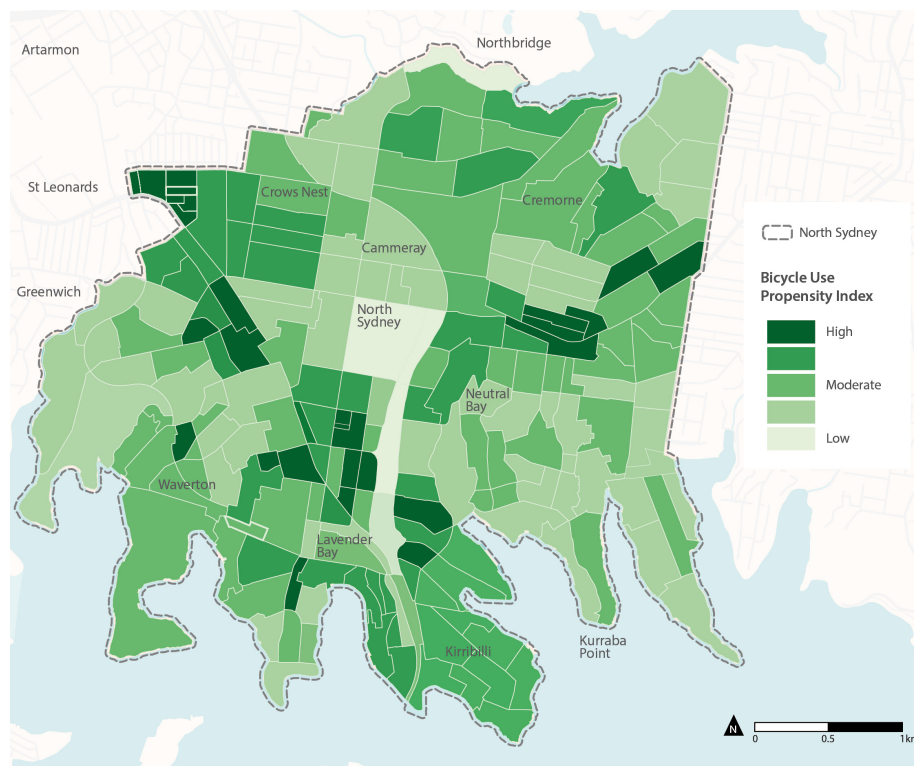 Artarmon
Northbridge
St Leonards
Crows Nest
Cremorne
North Sydney
Cammeray
Greenwich
Bicycle Use
Propensity Index
North
Sydney
High
Moderate
Neutral
Bay
Low
Waverton
Lavender
Bay
Kirribilli
Kurraba
Point
N
0
0.5
1km